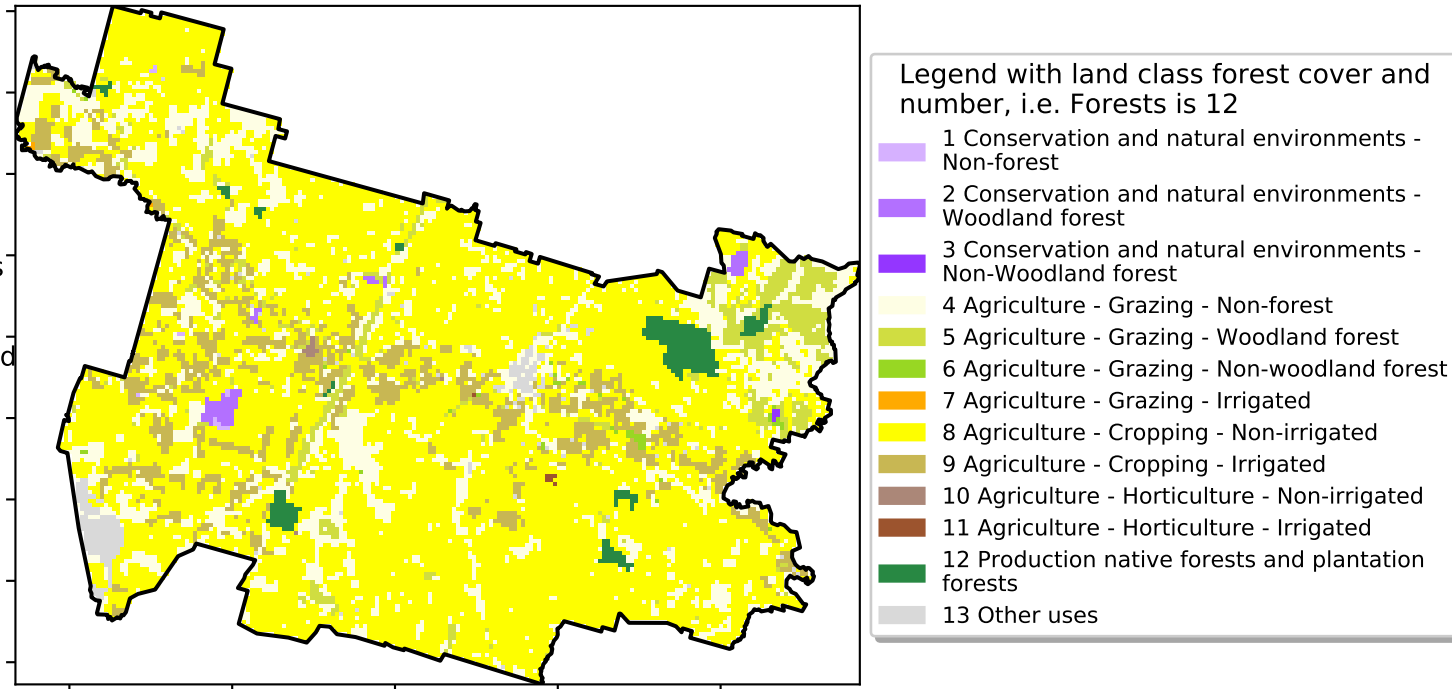 s
d
Legend with land class forest cover and
number, i.e. Forests is 12
1 Conservation and natural environments -
Non-forest
2 Conservation and natural environments -
Woodland forest
3 Conservation and natural environments -
Non-Woodland forest
4 Agriculture - Grazing - Non-forest
5 Agriculture - Grazing - Woodland forest
6 Agriculture - Grazing - Non-woodland forest
7 Agriculture - Grazing - Irrigated
8 Agriculture - Cropping - Non-irrigated
9 Agriculture - Cropping - Irrigated
10 Agriculture - Horticulture - Non-irrigated
11 Agriculture - Horticulture - Irrigated
12 Production native forests and plantation
forests
13 Other uses